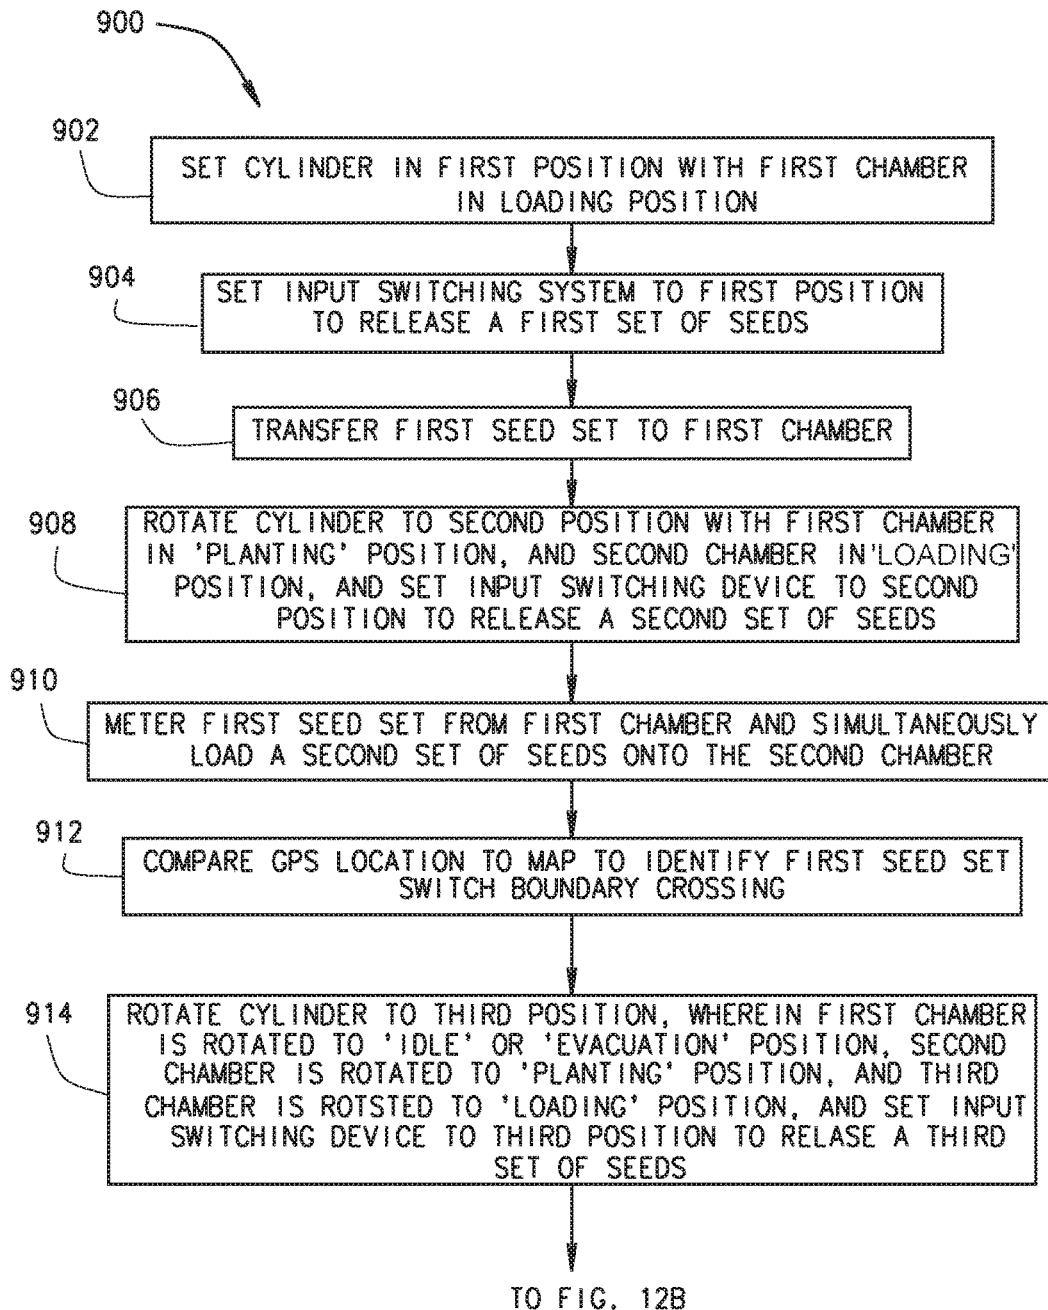 900
902
SET CYLINDER IN FIRST POSITION WITH FIRST CHAMBER
IN LOADING POSITION
904
SET INPUT SWITCHING SYSTEM TO FIRST POSITION
TO RELEASE A FIRST SET OF SEEDS
906
TRANSFER FIRST SEED SET TO FIRST CHAMBER
908
ROTATE CYLINDER TO SECOND POSITION WITH FIRST CHAMBER
IN 'PLANTING' POSITION, AND SECOND CHAMBER IN 'LOADING'
POSITION, AND SET INPUT SWITCHING DEVICE TO SECOND
POSITION TO RELEASE A SECOND SET OF SEEDS
910
METER FIRST SEED SET FROM FIRST CHAMBER AND SIMULTANEOUSLY
LOAD A SECOND SET OF SEEDS ONTO THE SECOND CHAMBER
912
COMPARE GPS LOCATION TO MAP TO IDENTIFY FIRST SEED SET
SWITCH BOUNDARY CROSSING
914
ROTATE CYLINDER TO THIRD POSITION, WHEREIN FIRST CHAMBER
IS ROTATED TO 'IDLE' OR 'EVACUATION' POSITION, SECOND
CHAMBER IS ROTATED TO 'PLANTING' POSITION, AND THIRD
CHAMBER IS ROTSTED TO 'LOADING' POSITION, AND SET INPUT
SWITCHING DEVICE TO THIRD POSITION TO RELASE A THIRD
SET OF SEEDS
TO FIG. 12B